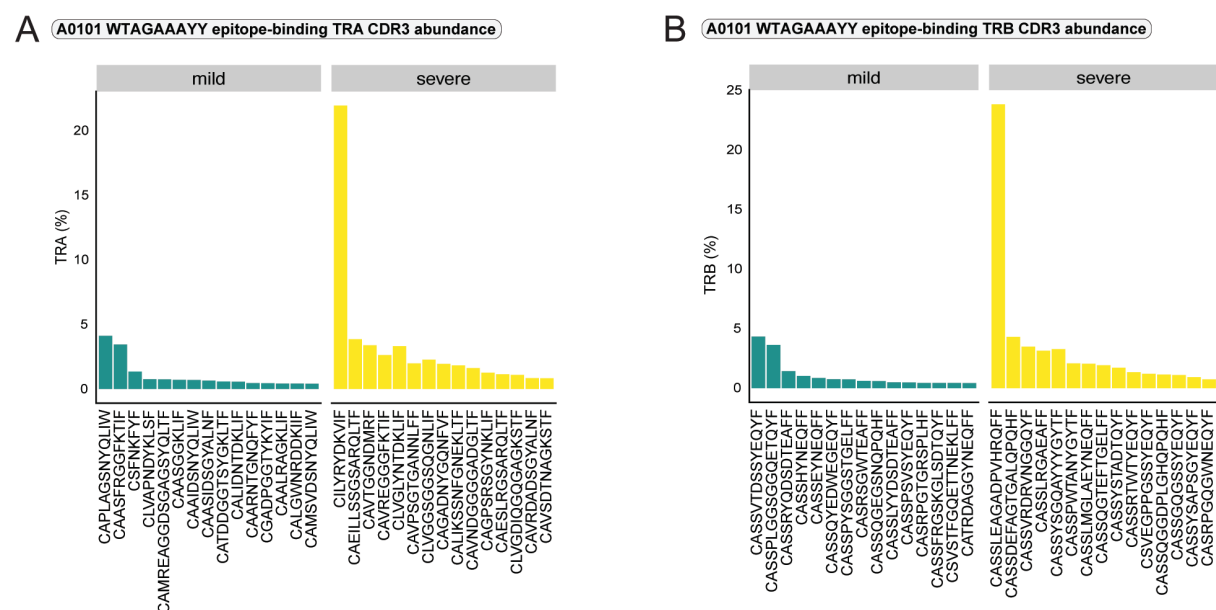 A
A0101 WTAGAAAYY epitope-binding TRA CDR3 abundance
mild
severe
TRA (%)
20
15
10
5
0
CAPLAGSNYQLIW
CAASFRGGFKTIF
CSFNKFYF
CLVAPNDYKLSF
CAMREAGGDSGAGSYQLTF
CAASGGKLIF
CAAIDSNYQLIW
CAASIDSGYALNF
CATDDGGTSYGKLTF
CALIDNTDKLIF
CAARNTGNQFYF
CGADPGGTYKYIF
CAALRAGKLIF
CALGWNRDDKIIF
CAMSVDSNYQLIW
CILYRYDKVIF
CAEILLSSGSARQLTF
CAVTGGNDMRF
CAVREGGGFKTIF
CLVGLYNTDKLIF
CAVPSGTGANNLFF
CLVGGSGGSQGNLIF
CAGADNYGQNFVF
CALIKSSNFGNEKLTF
CAVNDGGGGADGLTF
CAGPSRSGYNKLIF
CAESLRGSARQLTF
CLVGDIQGQGAGKSTF
CAVRDADSGYALNF
CAVSDTNAGKSTF
B
A0101 WTAGAAAYY epitope-binding TRB CDR3 abundance
mild
severe
TRB (%)
25
20
15
10
5
0
CASSVTDSSYEQYF
CASSPLGGSGGQETQYF
CASSRYQDSDTEAFF
CASSHYNEQFF
CASSEYNEQFF
CASSQYEDWEGEQYF
CASSPYSGGSTGELFF
CASRSGWTEAFF
CASSQGEGSNQPQHF
CASSLYYDSDTEAFF
CASSPSVSYEQYF
CASRPGTGSRSPLHF
CASSFRGSKGLSDTQYF
CSVSTFGQETTNEKLFF
CATRDAGGYNEQFF
CASSLEAGADPVHRQFF
CASSDEFAGTGALQPQHF
CASSVRDRVNGGQYF
CASSLRGAEAFF
CASSYSGQAYYGYTF
CASSPWTANYGYTF
CASSLMGLAEYNEQFF
CASSQGTEFTGELFF
CASSYSTADTQYF
CASSRTWTYEQYF
CSVEGPPGSSYEQYF
CASSQGGDPLGHQPQHF
CASSGQGSSYEQYF
CASSYSAPSGYEQYF
CASRPGQGWNEQYF